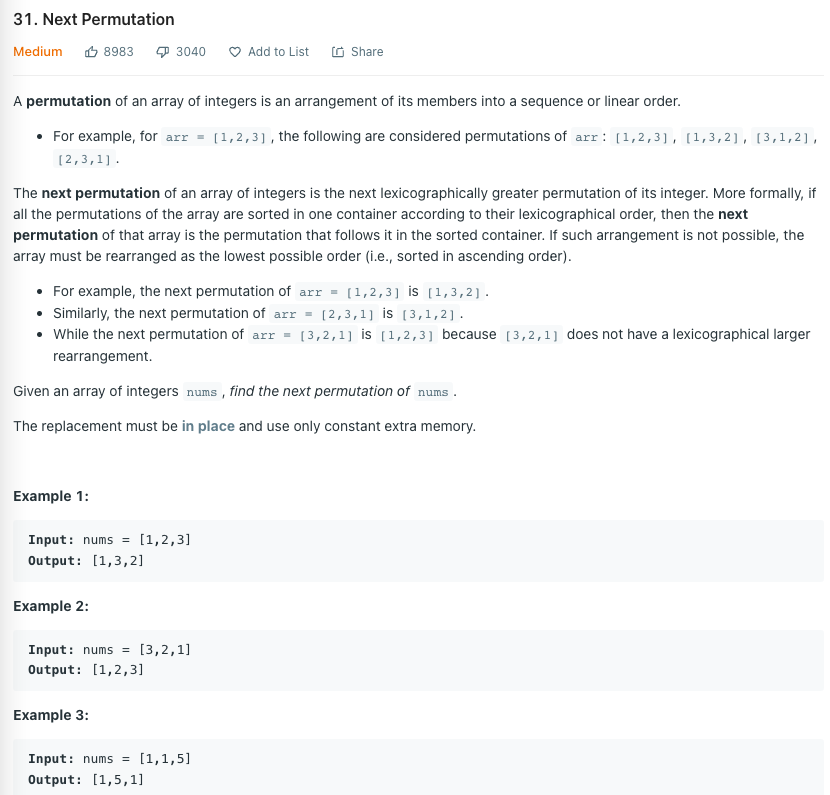 31. Next Permutation
Medium 8983 3040 Add to List Share
A permutation of an array of integers is an arrangement of its members into a sequence or linear order.
• For example, for arr = [1,2,3], the following are considered permutations of arr: [1,2,3], [1,3,2], [3,1,2],
[2,3,1].
The next permutation of an array of integers is the next lexicographically greater permutation of its integer. More formally, if
all the permutations of the array are sorted in one container according to their lexicographical order, then the next
permutation of that array is the permutation that follows it in the sorted container. If such arrangement is not possible, the
array must be rearranged as the lowest possible order (i.e., sorted in ascending order).
• For example, the next permutation of arr = [1,2,3] is [1,3,2].
• Similarly, the next permutation of arr = [2,3,1] is [3,1,2].
• While the next permutation of arr = [3,2,1] is [1,2,3] because [3,2,1] does not have a lexicographical larger
rearrangement.
Given an array of integers nums, find the next permutation of nums.
The replacement must be in place and use only constant extra memory.
Example 1:
Input: nums = [1,2,3]
Output: [1,3,2]
Example 2:
Input: nums = [3,2,1]
Output: [1,2,3]
Example 3:
Input: nums = [1,1,5]
Output: [1,5,1]